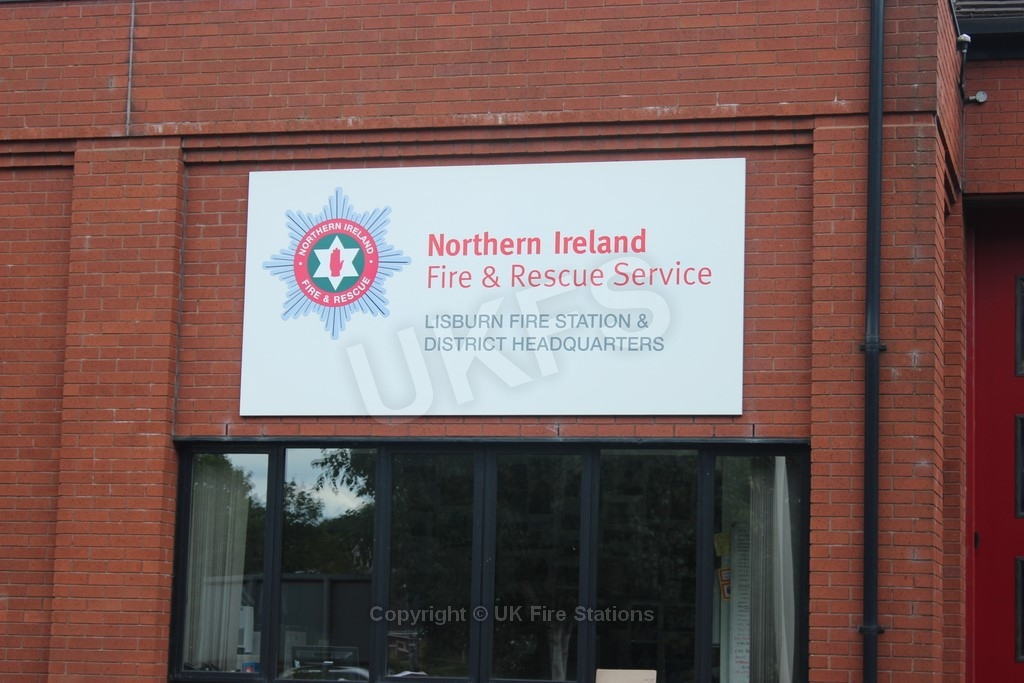 NORTHERN IRELAND
FIRE & RESCUE
Northern Ireland
Fire & Rescue Service
LISBURN FIRE STATION &
DISTRICT HEADQUARTERS
UKFS
Copyright © UK Fire Stations